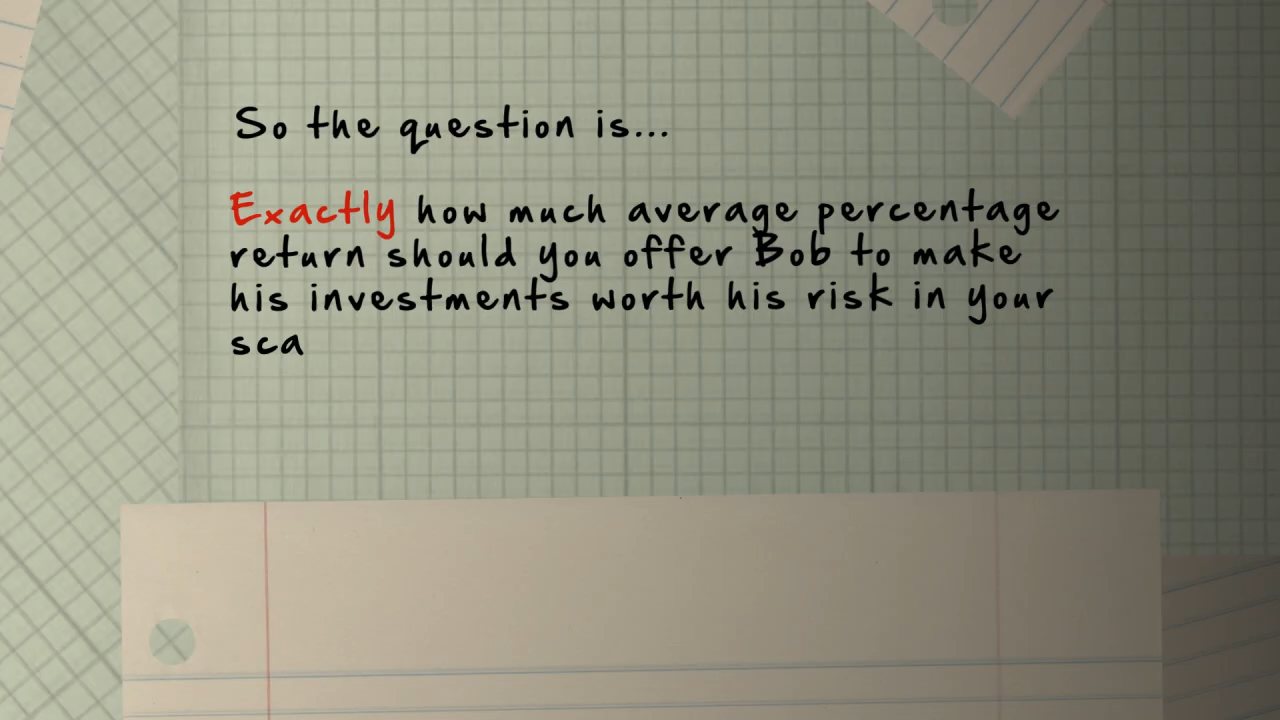 So the question is...
Exactly how much average percentage
return should you offer Bob to make
his investments worth his risk in your
sca